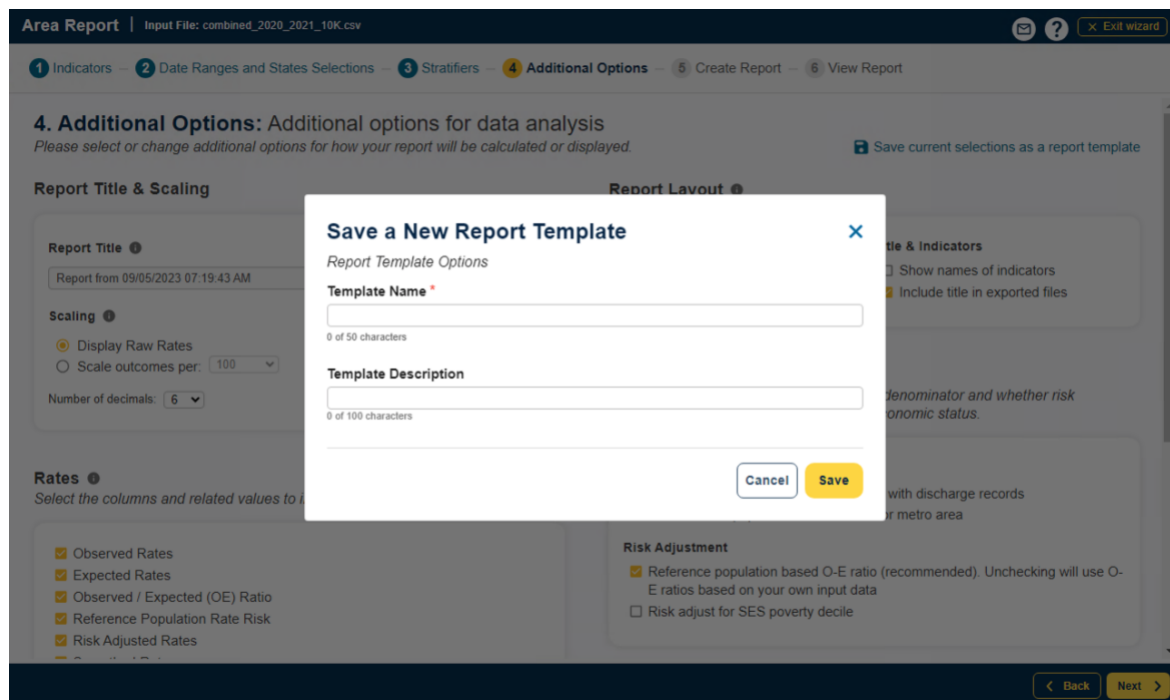 Area Report | Input File: combined_2020_2021_10K.csv
Exit wizard
1 Indicators – 2 Date Ranges and States Selections – 3 Stratifiers – 4 Additional Options – 5 Create Report – 6 View Report
4. Additional Options: Additional options for data analysis
Please select or change additional options for how your report will be calculated or displayed.
Save current selections as a report template
Report Title & Scaling
Report Layout
Report Title
Report from 09/05/2023 07:19:43 AM
Scaling
Display Raw Rates
Scale outcomes per: 100
Number of decimals: 6
Save a New Report Template
Report Template Options
Template Name *
0 of 50 characters
Template Description
0 of 100 characters
Cancel
Save
& Indicators
Show names of indicators
Include title in exported files
denominator and whether risk
status.
Rates
Select the columns and related values to
Observed Rates
Expected Rates
Observed / Expected (OE) Ratio
Reference Population Rate Risk
Risk Adjusted Rates
with discharge records
metro area
Risk Adjustment
Reference population based O-E ratio (recommended). Unchecking will use O-
E ratios based on your own input data
Risk adjust for SES poverty decile
Back
Next